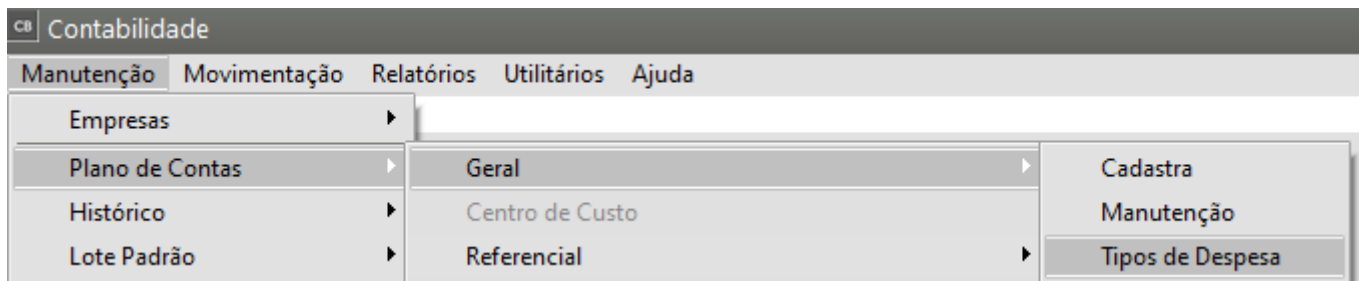 CB Contabilidade
Manutenção Movimentação Relatórios Utilitários Ajuda
Empresas
Plano de Contas Geral Cadastra
Histórico Centro de Custo Manutenção
Lote Padrão Referencial Tipos de Despesa